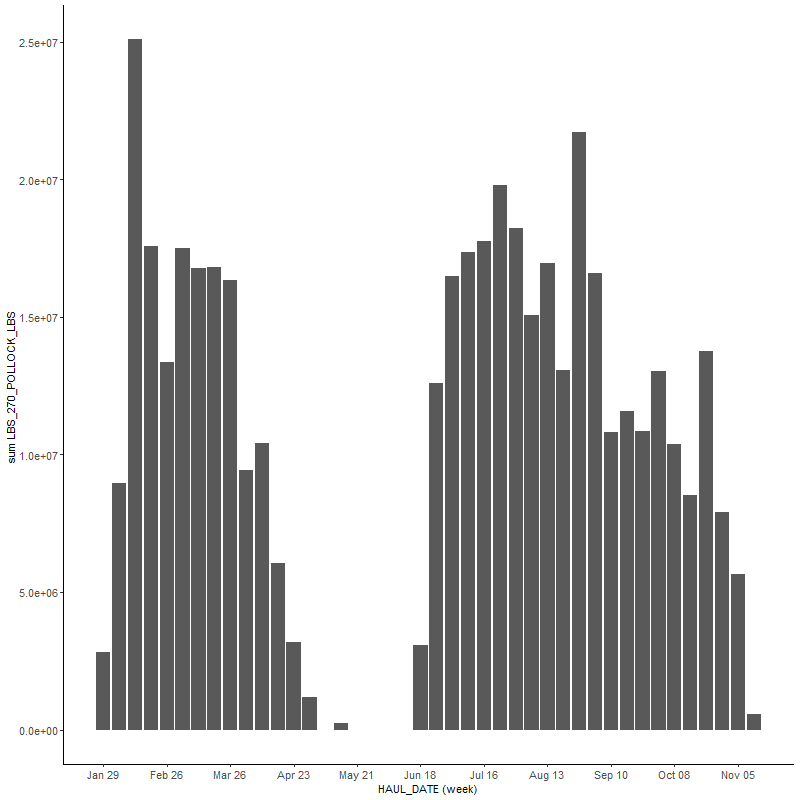 2.5e+07
2.0e+07
1.5e+07
1.0e+07
5.0e+06
0.0e+00
sum LBS_270_POLLOCK_LBS
Jan 29 Feb 26 Mar 26 Apr 23 May 21 Jun 18 Jul 16 Aug 13 Sep 10 Oct 08 Nov 05
HAUL_DATE (week)